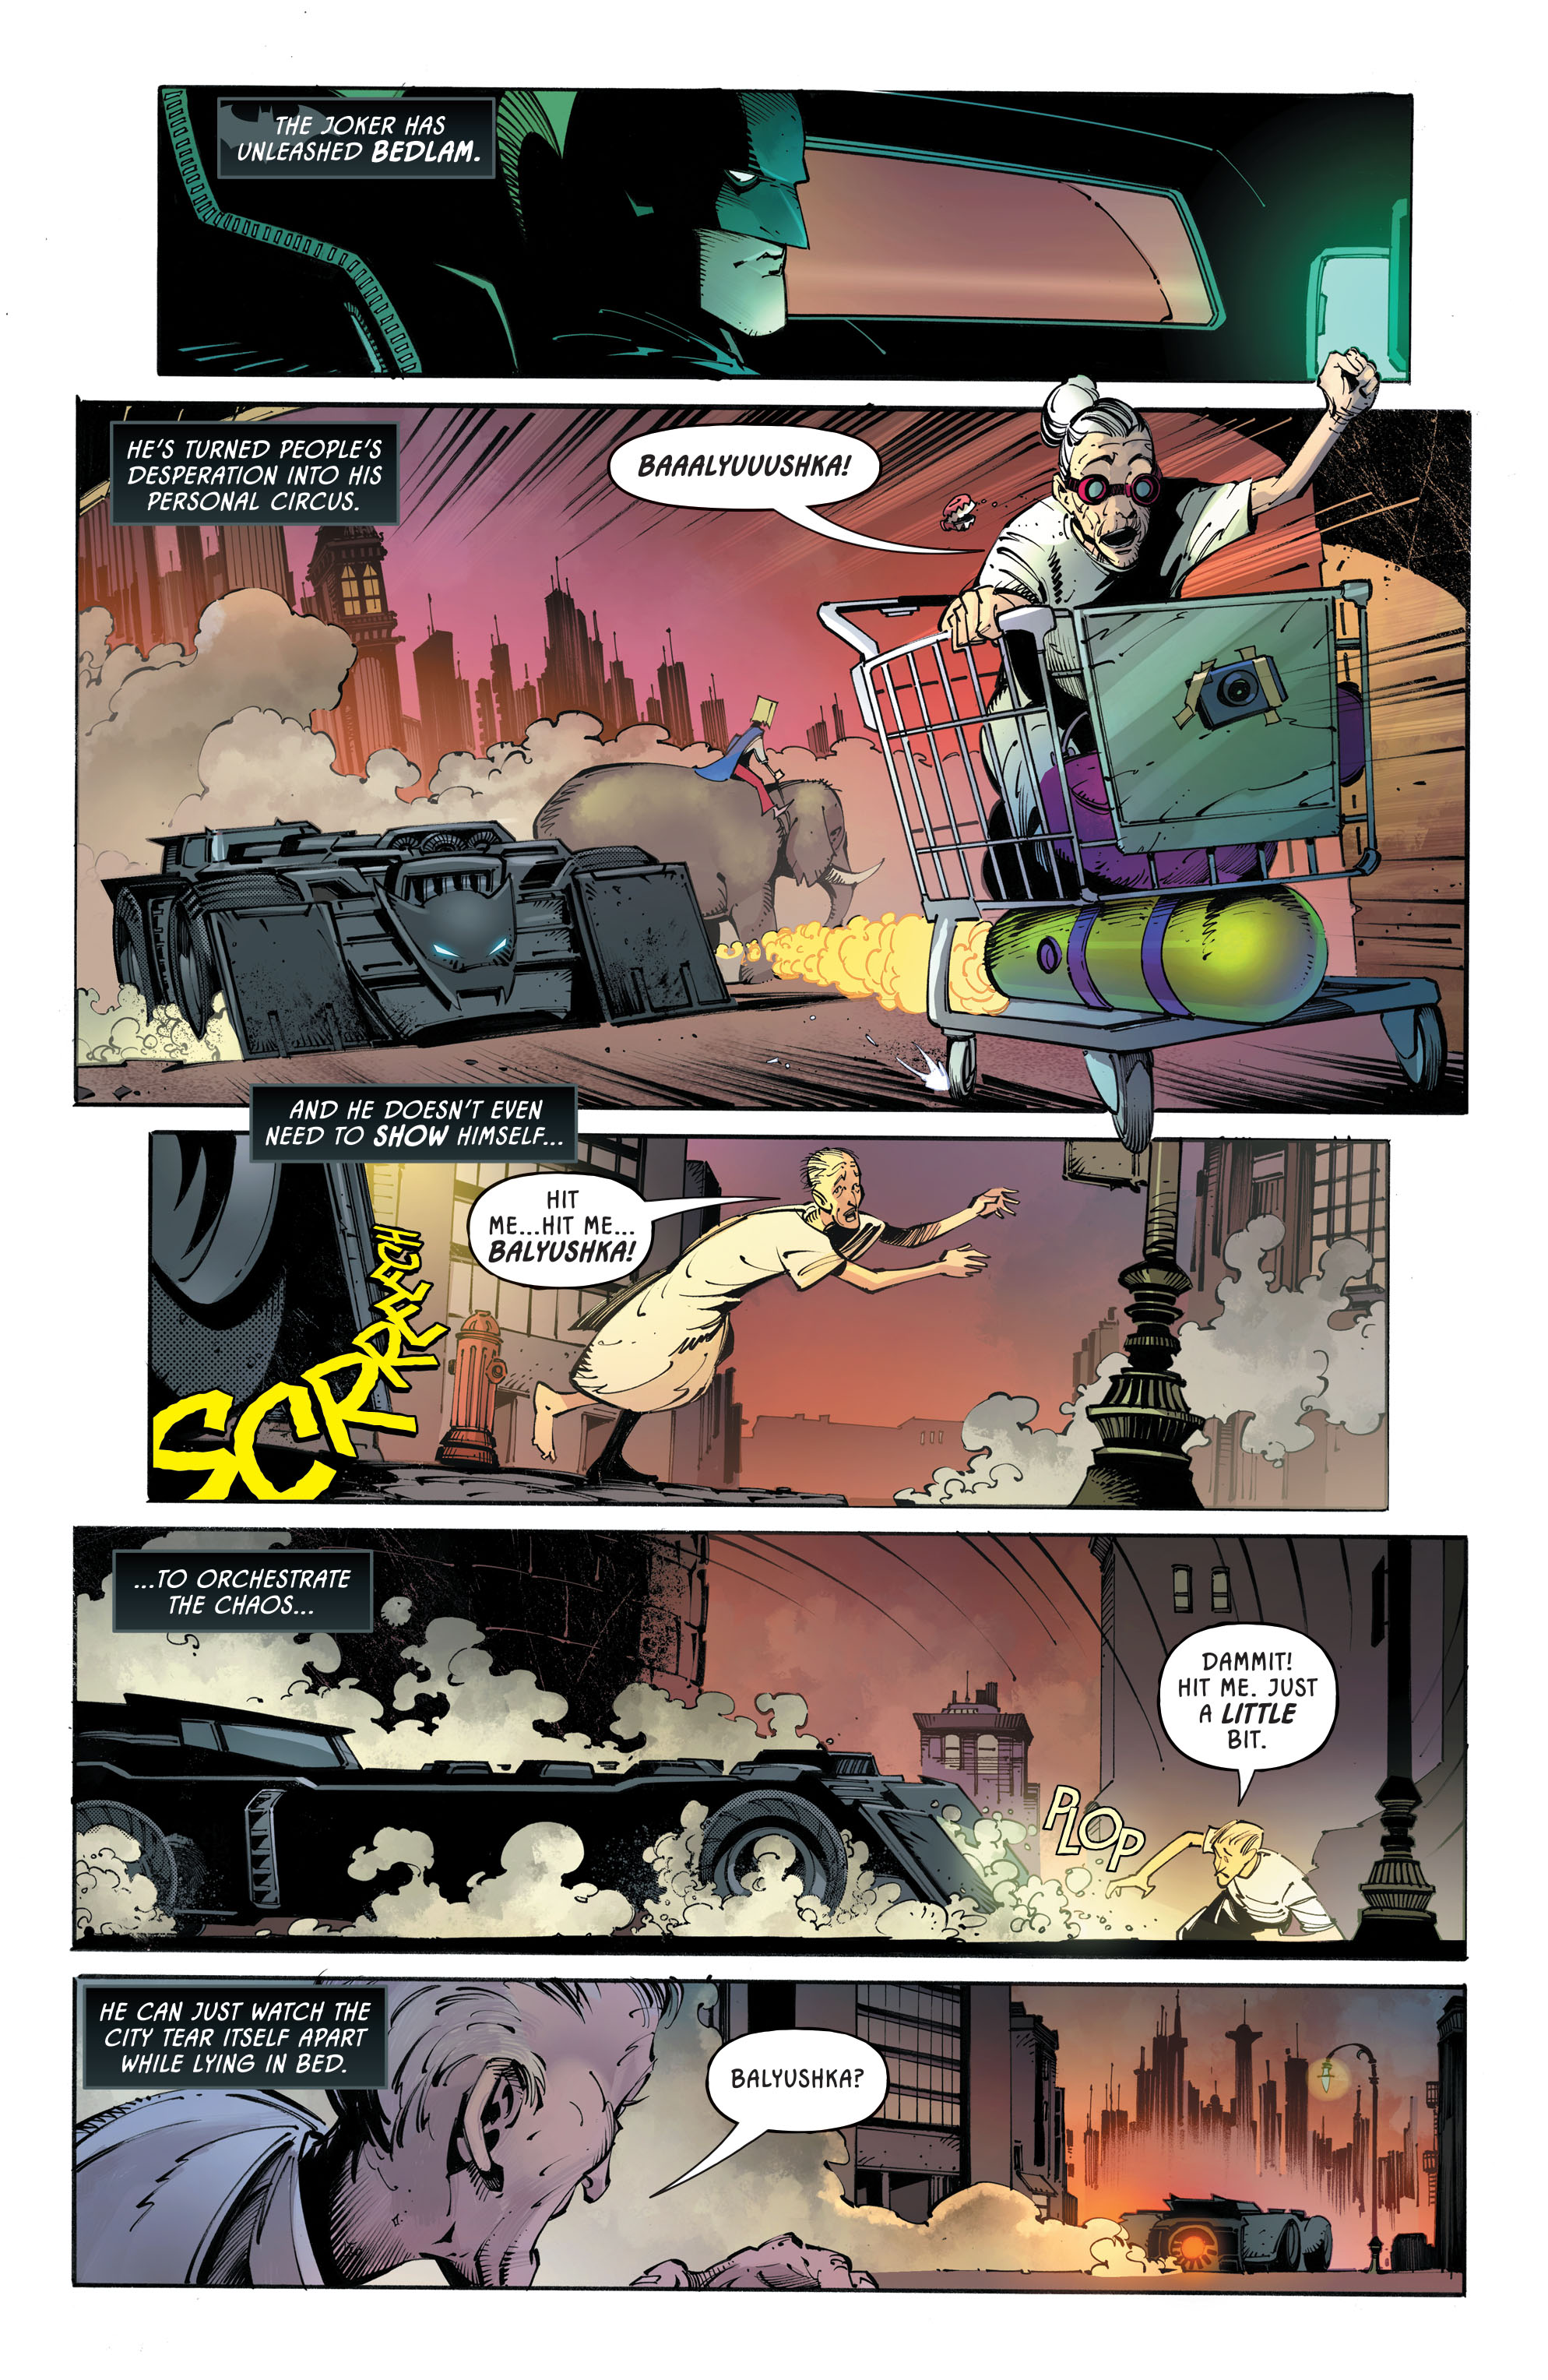 THE JOKER HAS
UNLEASHED BEDLAM.
HE'S TURNED PEOPLE'S
DESPERATION INTO HIS
PERSONAL CIRCUS.
BAAALYUUUSHKA!
AND HE DOESN'T EVEN
NEED TO SHOW HIMSELF...
HIT
ME...HIT ME...
BALYUSHKA!
SCRRREECH
...TO ORCHESTRATE
THE CHAOS...
DAMMIT!
HIT ME. JUST
A LITTLE
BIT.
PLOP
HE CAN JUST WATCH THE
CITY TEAR ITSELF APART
WHILE LYING IN BED.
BALYUSHKA?